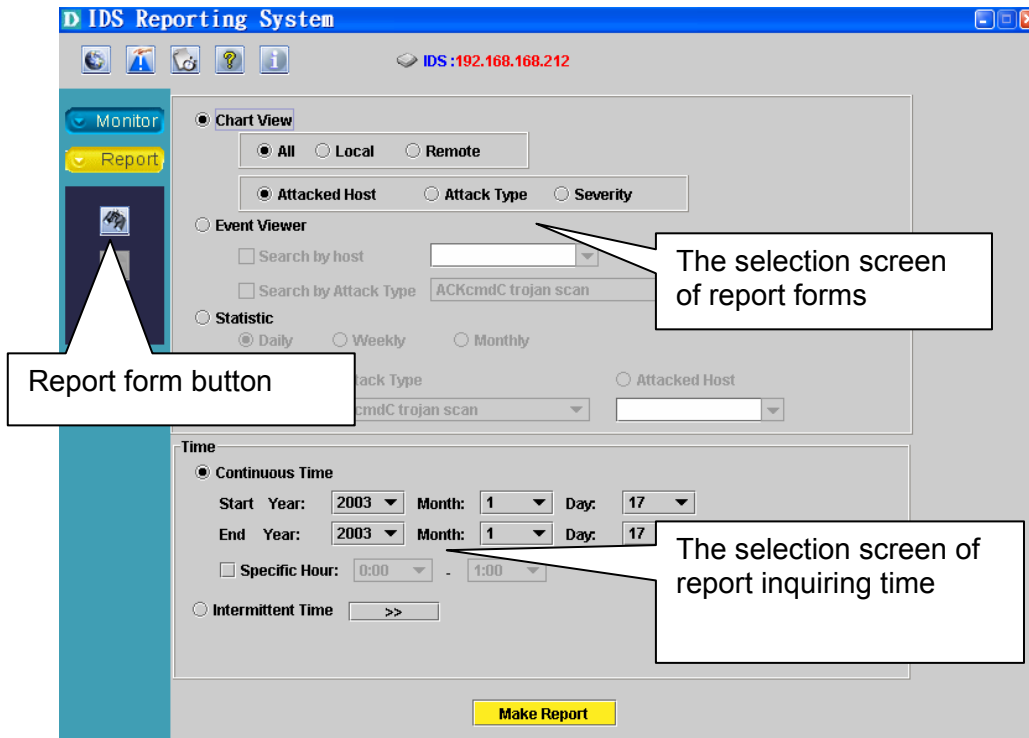 D IDS Reporting System
IDS :192.168.168.212
Monitor
Report
Chart View
All Local Remote
Attacked Host Attack Type Severity
Event Viewer
Search by host
Search by Attack Type ACKcmdC trojan scan
The selection screen
of report forms
Statistic
Daily Weekly Monthly
Report form button
Type Attacked Host
trojan scan
Time
Continuous Time
Start Year: 2003 Month: 1 Day: 17
End Year: 2003 Month: 1 Day: 17
Specific Hour: 0:00 - 1:00
The selection screen of
report inquiring time
Intermittent Time >>
Make Report